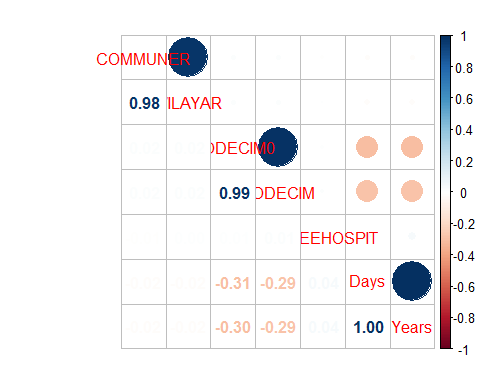 COMMUNER
1
0.8
0.98 ILAYAR
0.6
0.4
DDECIM0
0.2
0.99 ODECIM
0
-0.2
EEHOSPIT
-0.4
-0.31 -0.29 0.04 Days
-0.6
-0.30 -0.29 0.04 1.00 Years
-0.8
-1